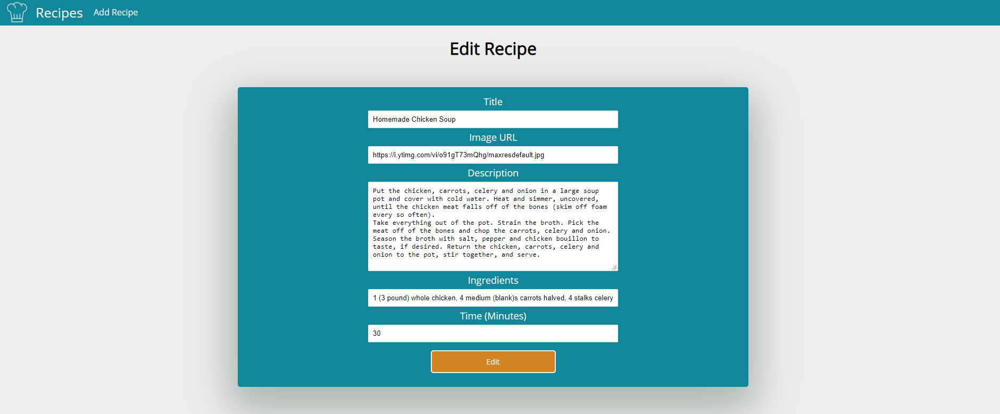 Recipes Add Recipe
Edit Recipe
Title
Homemade Chicken Soup
Image URL
https://i.ytimg.com/vi/o91gT73mQhg/maxresdefault.jpg
Description
Put the chicken, carrots, celery and onion in a large soup
pot and cover with cold water. Heat and simmer, uncovered,
until the chicken meat falls off of the bones (skim off foam
every so often).
Take everything out of the pot. Strain the broth. Pick the
meat off of the bones and chop the carrots, celery and onion.
Season the broth with salt, pepper and chicken bouillon to
taste, if desired. Return the chicken, carrots, celery and
onion to the pot, stir together, and serve.
Ingredients
1 (3 pound) whole chicken, 4 medium (blank)s carrots halved, 4 stalks celery
Time (Minutes)
30
Edit